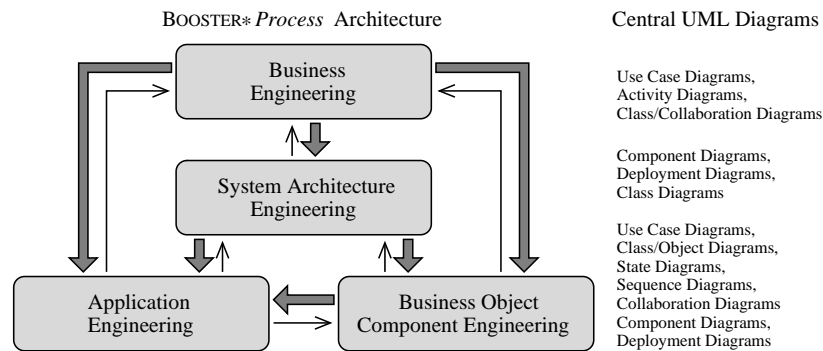 BOOSTER* Process Architecture
Central UML Diagrams
Business
Engineering
Use Case Diagrams,
Activity Diagrams,
Class/Collaboration Diagrams
System Architecture
Engineering
Component Diagrams,
Deployment Diagrams,
Class Diagrams
Application
Engineering
Business Object
Component Engineering
Use Case Diagrams,
Class/Object Diagrams,
State Diagrams,
Sequence Diagrams,
Collaboration Diagrams
Component Diagrams,
Deployment Diagrams